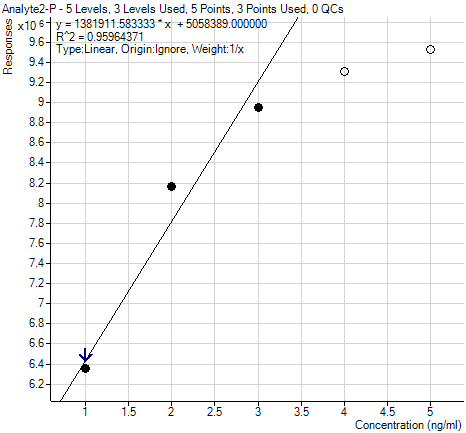 Analyte2-P - 5 Levels, 3 Levels Used, 5 Points, 3 Points Used, 0 QCs
Responses
x10 6
y = 1381911.583333 * x + 5058389.000000
R^2 = 0.95964371
Type:Linear, Origin:Ignore, Weight:1/x
9.6
9.4
9.2
9
8.8
8.6
8.4
8.2
8
7.8
7.6
7.4
7.2
7
6.8
6.6
6.4
6.2
1 1.5 2 2.5 3 3.5 4 4.5 5
Concentration (ng/ml)